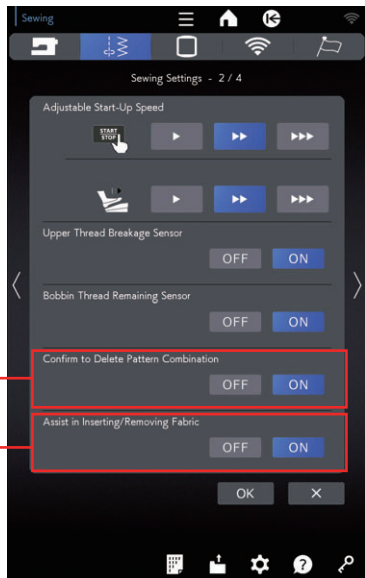 Sewing
Sewing Settings - 2 / 4
Adjustable Start-Up Speed
START
STOP
Upper Thread Breakage Sensor
OFF ON
Bobbin Thread Remaining Sensor
OFF ON
Confirm to Delete Pattern Combination
OFF ON
Assist in Inserting/Removing Fabric
OFF ON
OK X
?